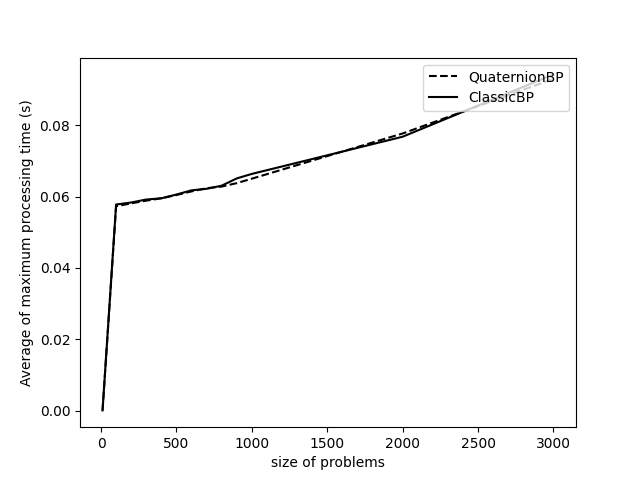 QuaternionBP
ClassicBP
0.08
0.06
0.04
0.02
0.00
Average of maximum processing time (s)
0 500 1000 1500 2000 2500 3000
size of problems